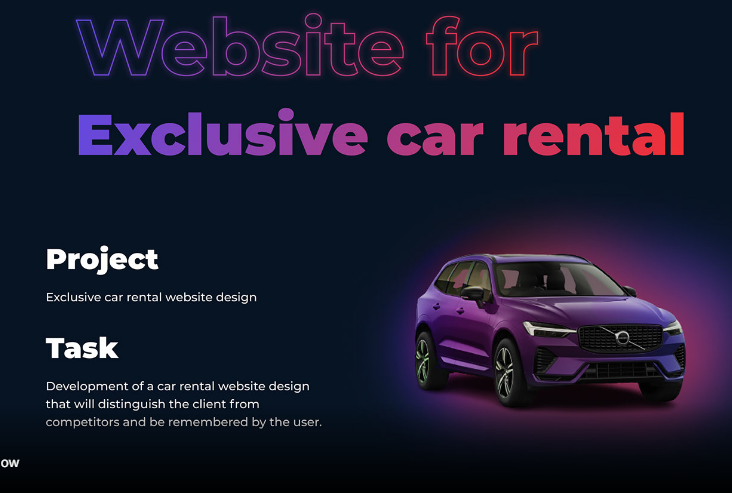 Website for
Exclusive car rental
Project
Exclusive car rental website design
Task
Development of a car rental website design
that will distinguish the client from
competitors and be remembered by the user.
ow